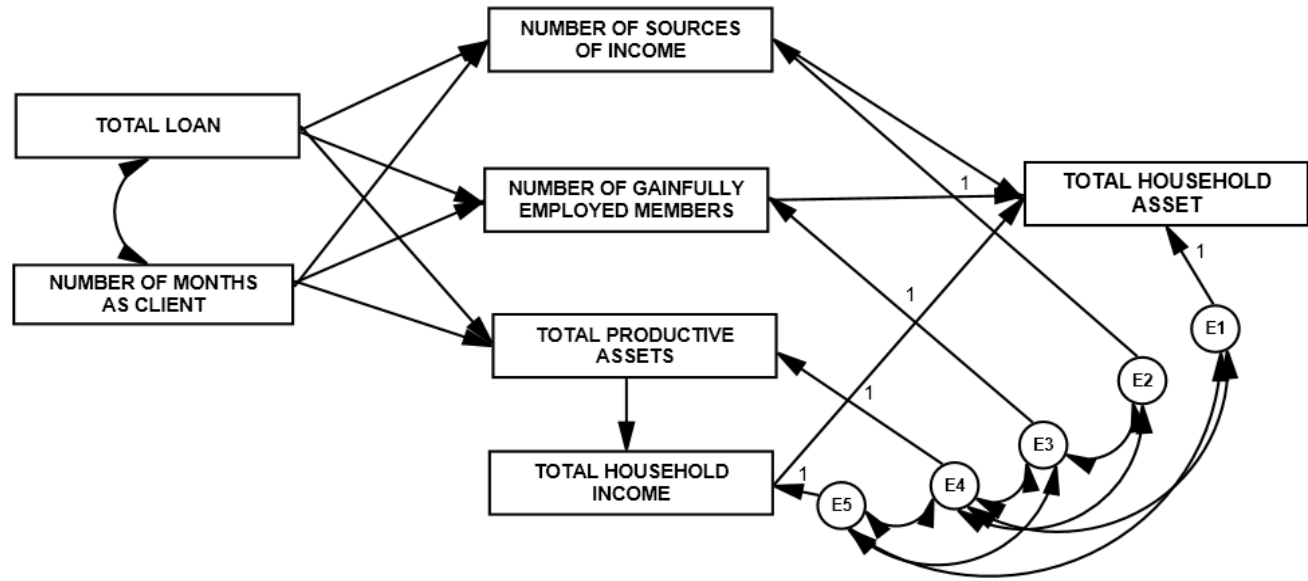 NUMBER OF SOURCES
OF INCOME
TOTAL LOAN
NUMBER OF GAINFULLY
EMPLOYED MEMBERS
1
TOTAL HOUSEHOLD
ASSET
NUMBER OF MONTHS
AS CLIENT
1
1
TOTAL PRODUCTIVE
ASSETS
E1
E2
1
E3
TOTAL HOUSEHOLD
INCOME
1
E4
E5